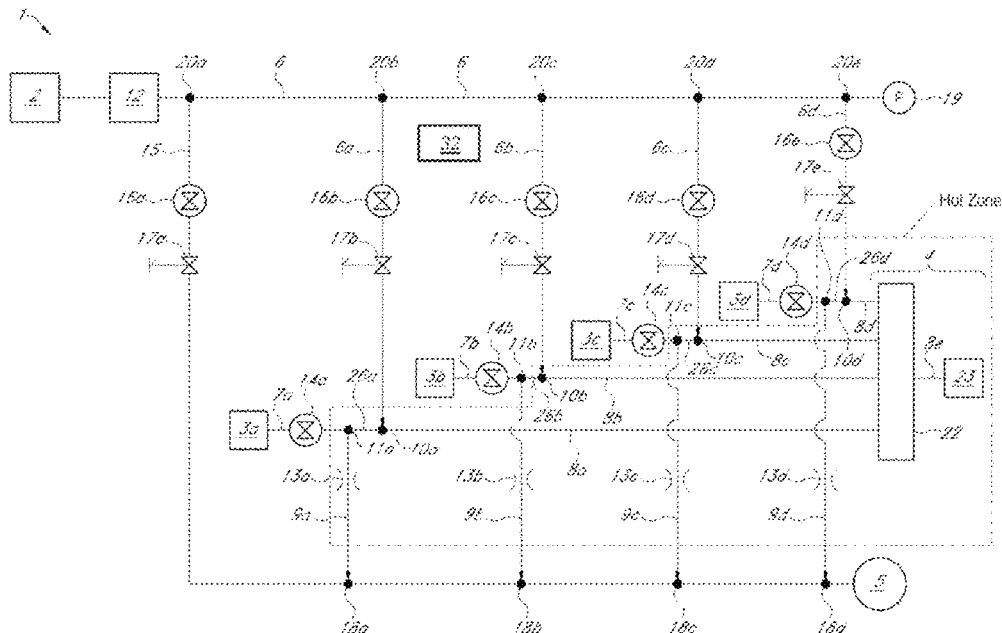 1
20a 6 20b 6 20c 20d 20e
2 12 P 19
6d
15 6a 32 6b 6c 16e
17e
16a 16b 16c 16d Hot Zone
11d
17a 17b 17c 17d 14d 26d 4
7d
3d
14c 11c 8d
7c
3c 10d 8e
14b 26c 10c 8c
7b 11b
3b 23
26b 10b 8b
14a 22
7a 26a
3a
11a 10a 8a
13a 13b 13c 13d
9a 9b 9c 9d
5
18a 18b 18c 18d